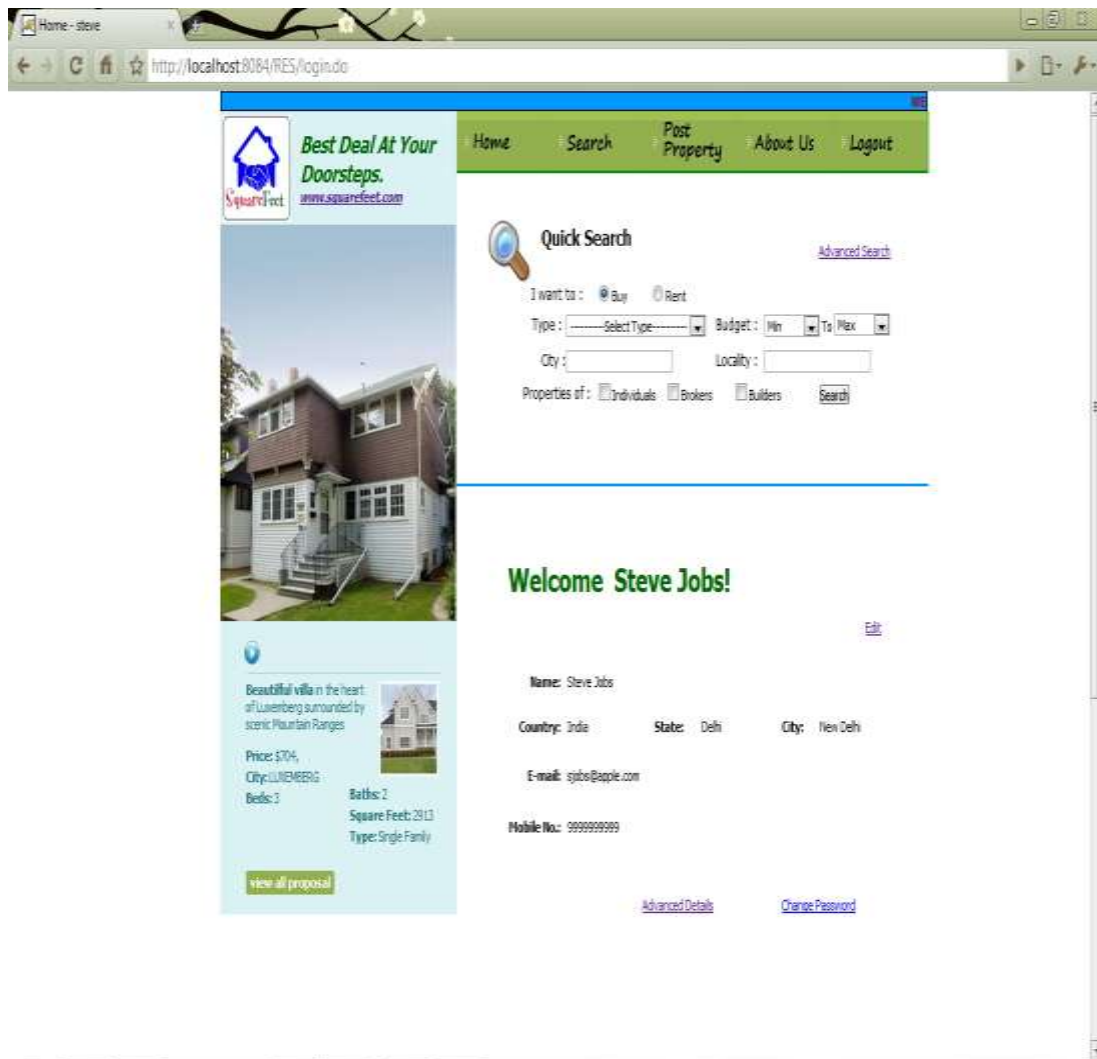 Home - steve
http://localhost:8084/RES/login.do
SquareFeet
Best Deal At Your
Doorsteps.
www.squarefeet.com
Home
Search
Post
Property
About Us
Logout
Quick Search
Advanced Search
I want to : Buy Rent
Type : --------Select Type-------- Budget : Min To Max
City : Locality :
Properties of : Individuals Brokers Builders Search
Welcome Steve Jobs!
Edit
Name: Steve Jobs
Country: India State: Delhi City: New Delhi
E-mail: sjobs@apple.com
Mobile No.: 9999999999
Advanced Details Change Password
Beautifful villa in the heart
of Luxemberg surrounded by
scenic Mountain Ranges
Price: $704,
City: LUXEMBERG
Beds: 3
Baths: 2
Square Feet: 2913
Type: Single Family
view all proposal